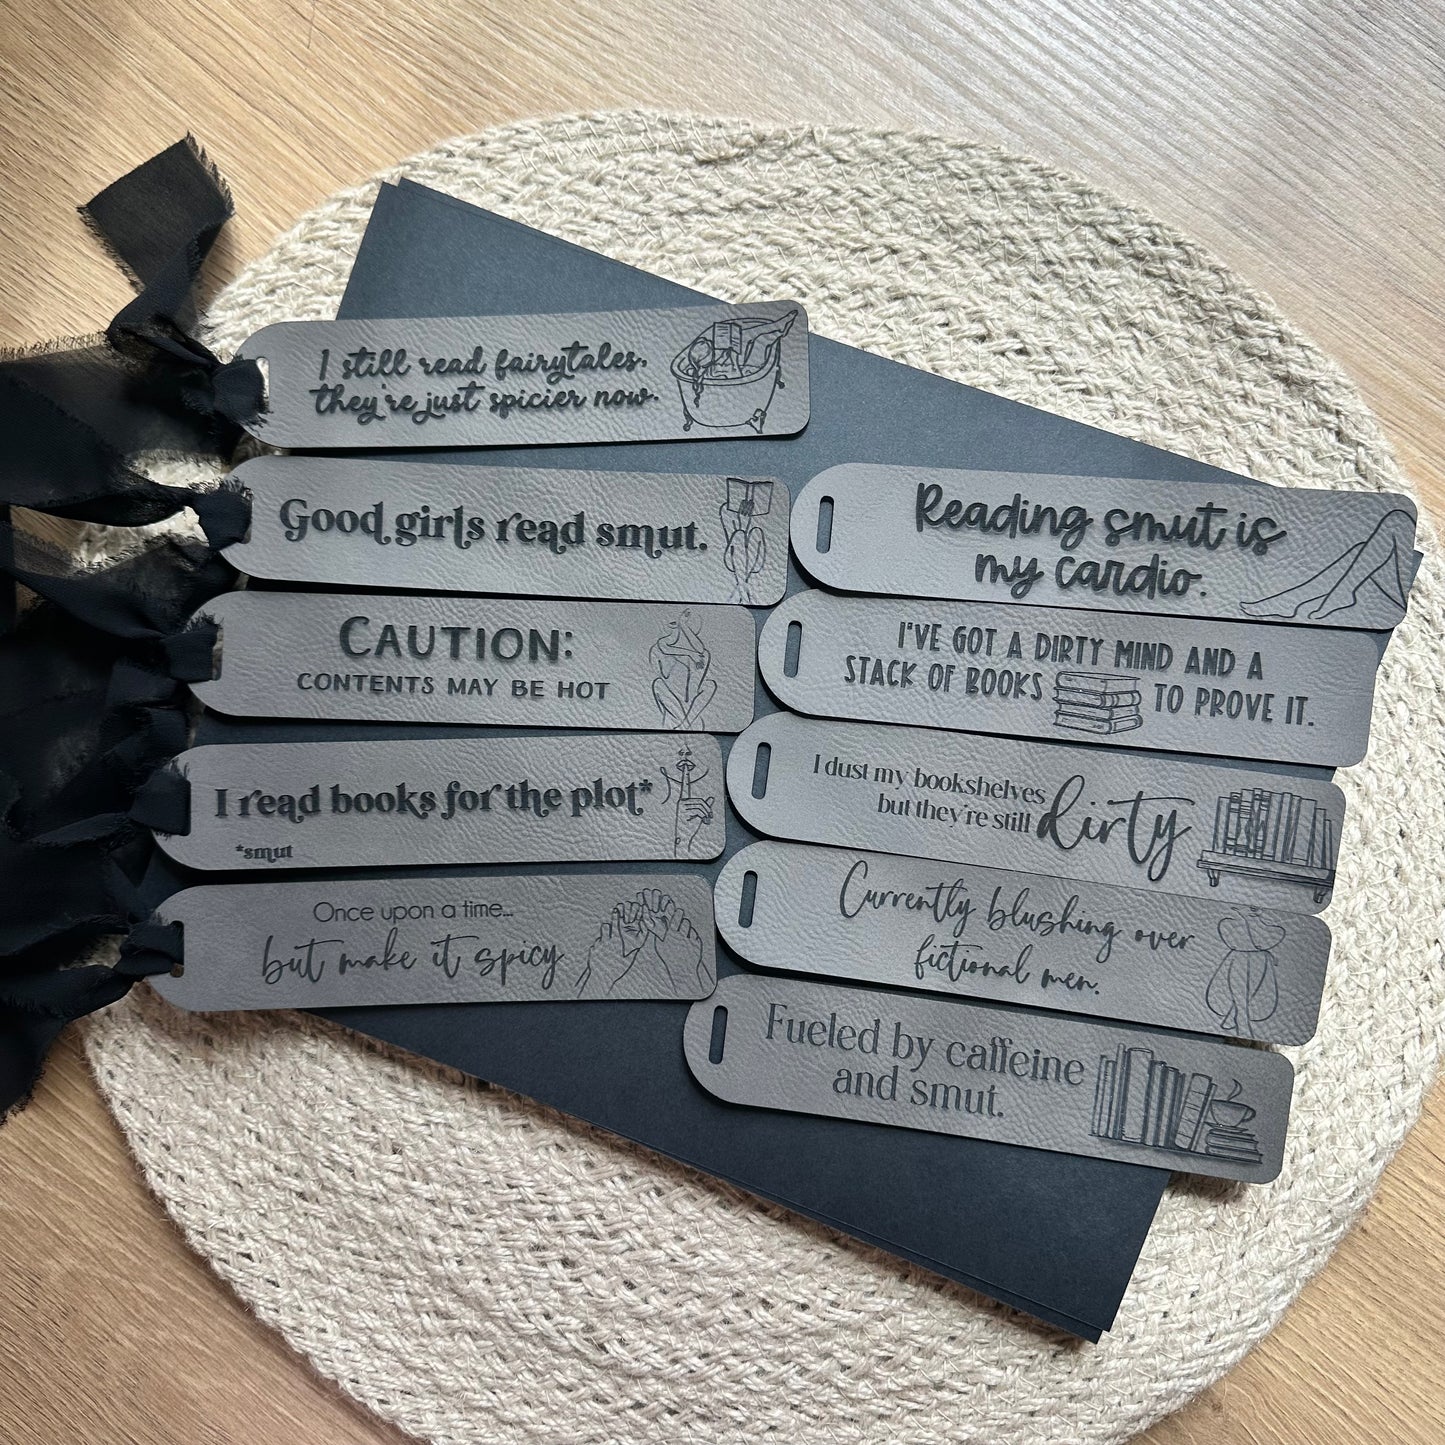 I still read fairytales,
they're just spicier now.
Good girls read smut.
CAUTION:
CONTENTS MAY BE HOT
I read books for the plot*
*smut
Once upon a time...
but make it spicy
Reading smut is
my cardio.
I'VE GOT A DIRTY MIND AND A
STACK OF BOOKS TO PROVE IT.
I dust my bookshelves
but they're still dirty
Currently blushing over
fictional men.
Fueled by caffeine
and smut.